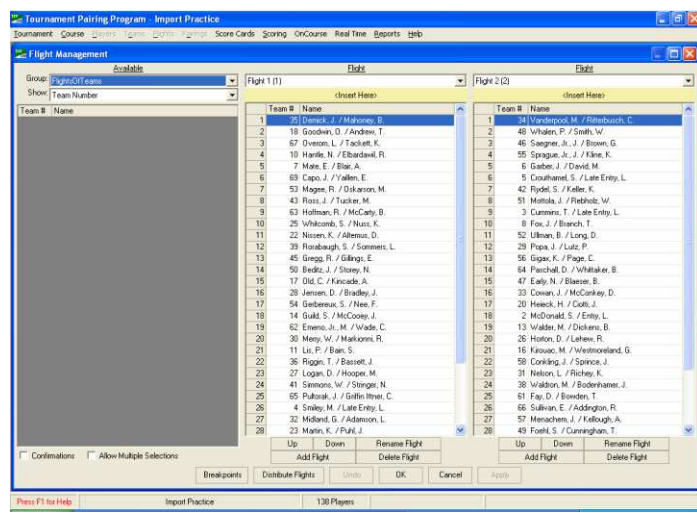 Tournament Pairing Program - Import Practice
Tournament Course Players Teams Flights Pairings Score Cards Scoring OnCourse Real Time Reports Help
Flight Management
Available
Flight
Flight
Group: FlightsOfTeams
Flight 1 (1)
Flight 2 (2)
Show: Team Number
<Insert Here>
<Insert Here>
Team # Name
Team # Name
Team # Name
1 35 Derrick, J. / Mahoney, B.
1 34 Vanderpool, M. / Ritterbusch, C.
2 18 Goodwin, O. / Andrew, T.
2 48 Whalen, P. / Smith, W.
3 67 Overom, L. / Tackett, K.
3 46 Saegner, Jr., J. / Brown, G.
4 10 Hantle, N. / Elbardawil, R.
4 55 Sprague, Jr., J. / Kline, K.
5 7 Mate, E. / Blair, A.
5 6 Garber, J. / David, M.
6 69 Capo, J. / Yaillen, E.
6 5 Crouthamel, S. / Late Entry, L.
7 53 Magee, R. / Oskarson, M.
7 42 Rydel, S. / Keller, K.
8 43 Ross, J. / Tucker, M.
8 51 Mottola, J. / Rebholz, W.
9 63 Hoffman, R. / McCarty, B.
9 3 Cummins, T. / Late Entry, L.
10 25 Whitcomb, S. / Nuss, K.
10 8 Fox, J. / Branch, T.
11 22 Nissen, K. / Altemus, D.
11 52 Ullman, B. / Long, D.
12 39 Rorabaugh, S. / Sommers, L.
12 29 Popa, J. / Lutz, P.
13 45 Gregg, R. / Gillings, E.
13 56 Gigax, K. / Page, C.
14 50 Beditz, J. / Storey, N.
14 64 Paschall, D. / Whittaker, B.
15 17 Old, C. / Kincade, A.
15 47 Early, N. / Blaeser, B.
16 28 Jensen, D. / Bradley, J.
16 33 Cowan, J. / McConkey, D.
17 54 Gerbereux, S. / Nee, F.
17 20 Heieck, H. / Ciotti, J.
18 14 Guild, S. / McCooey, J.
18 2 McDonald, S. / Entry, L.
19 62 Emeno, Jr., M. / Wade, C.
19 13 Walder, M. / Dickens, B.
20 30 Merry, W. / Markionni, R.
20 26 Horton, D. / Lehew, R.
21 11 Lis, P. / Bain, S.
21 16 Kirouac, M. / Westmoreland, G.
22 36 Riggin, T. / Bassett, J.
22 58 Conkling, J. / Sprince, J.
23 27 Logan, D. / Hooper, M.
23 31 Nelson, L. / Richey, K.
24 41 Simmons, W. / Stringer, N.
24 38 Waldron, M. / Bodenhamer, J.
25 65 Pultorak, J. / Griffin Ittner, C.
25 61 Fay, D. / Bowden, T.
26 4 Smiley, M. / Late Entry, L.
26 66 Sullivan, E. / Addington, R.
27 32 Midland, G. / Adamson, L.
27 57 Menachem, J. / Kellough, A.
28 23 Martin, K. / Puhl, J.
28 49 Foehl, S. / Cunningham, T.
Up Down Rename Flight
Up Down Rename Flight
Confirmations Allow Multiple Selections
Add Flight Delete Flight
Add Flight Delete Flight
Breakpoints Distribute Flights Undo OK Cancel Apply
Press F1 for Help Import Practice 138 Players